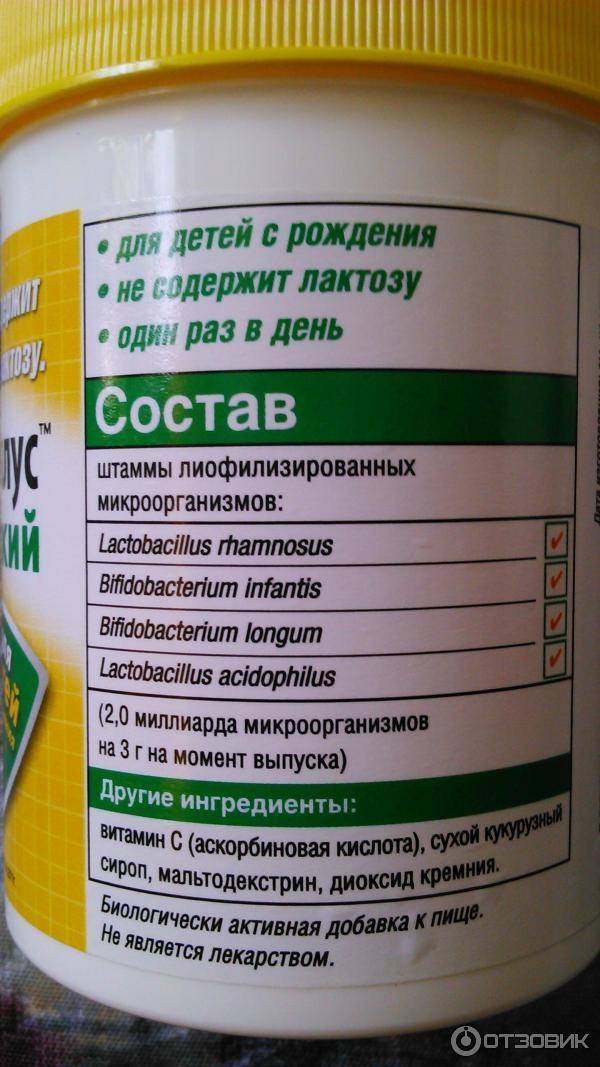 • для детей с рождения
• не содержит лактозу
• один раз в день
Состав
штаммы лиофилизированных
микроорганизмов:
Lactobacillus rhamnosus
Bifidobacterium infantis
Bifidobacterium longum
Lactobacillus acidophilus
(2,0 миллиарда микроорганизмов
на 3 г на момент выпуска)
Другие ингредиенты:
витамин С (аскорбиновая кислота), сухой кукурузный
сироп, мальтодекстрин, диоксид кремния.
Биологически активная добавка к пище.
Не является лекарством.
ОТЗОВИК